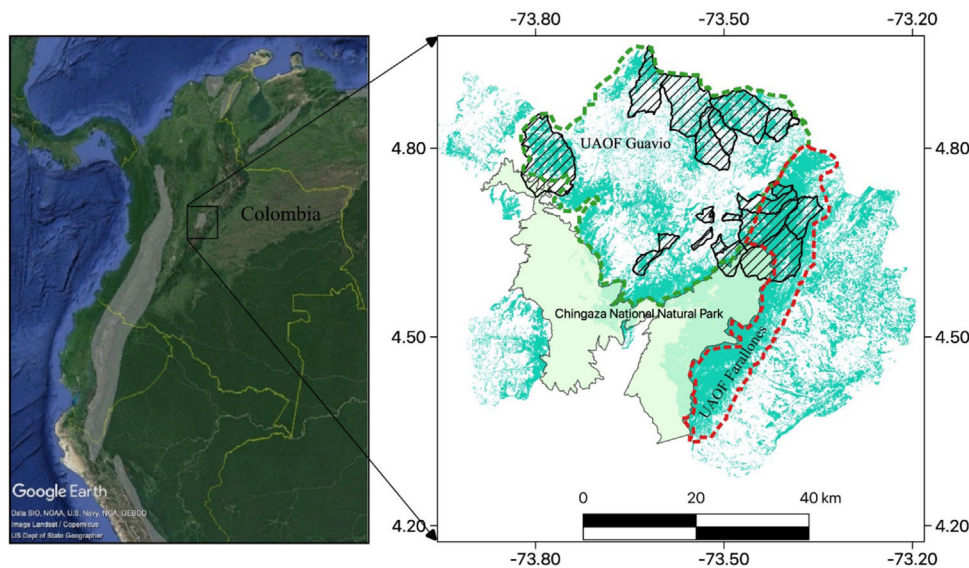 -73.80 -73.50 -73.20
Colombia
Google Earth
Data SIO, NOAA, U.S. Navy, NGA, GEBCO
Image Landsat / Copernicus
US Dept of State Geographer
4.80
4.50
4.20
UAOF Guavio
Chingaza National Natural Park
UAOF Farallones
4.80
4.50
4.20
0 20 40 km
-73.80 -73.50 -73.20